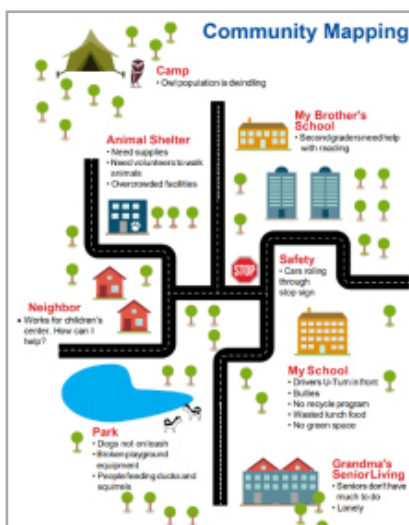 Community Mapping
Camp
• Owl population is dwindling
My Brother's
School
• Second graders need help
with reading
Animal Shelter
• Need supplies
• Need volunteers to walk
animals
• Overcrowded facilities
STOP
Safety
• Cars rolling
through
stop sign
Neighbor
• Works for children's
center. How can I
help?
My School
• Drivers U-Turn in front
• Bullies
• No recycle program
• Wasted lunch food
• No green space
Park
• Dogs not on leash
• Broken playground
equipment
• People feeding ducks and
squirrels
Grandma's
Senior Living
• Seniors don't have
much to do
• Lonely